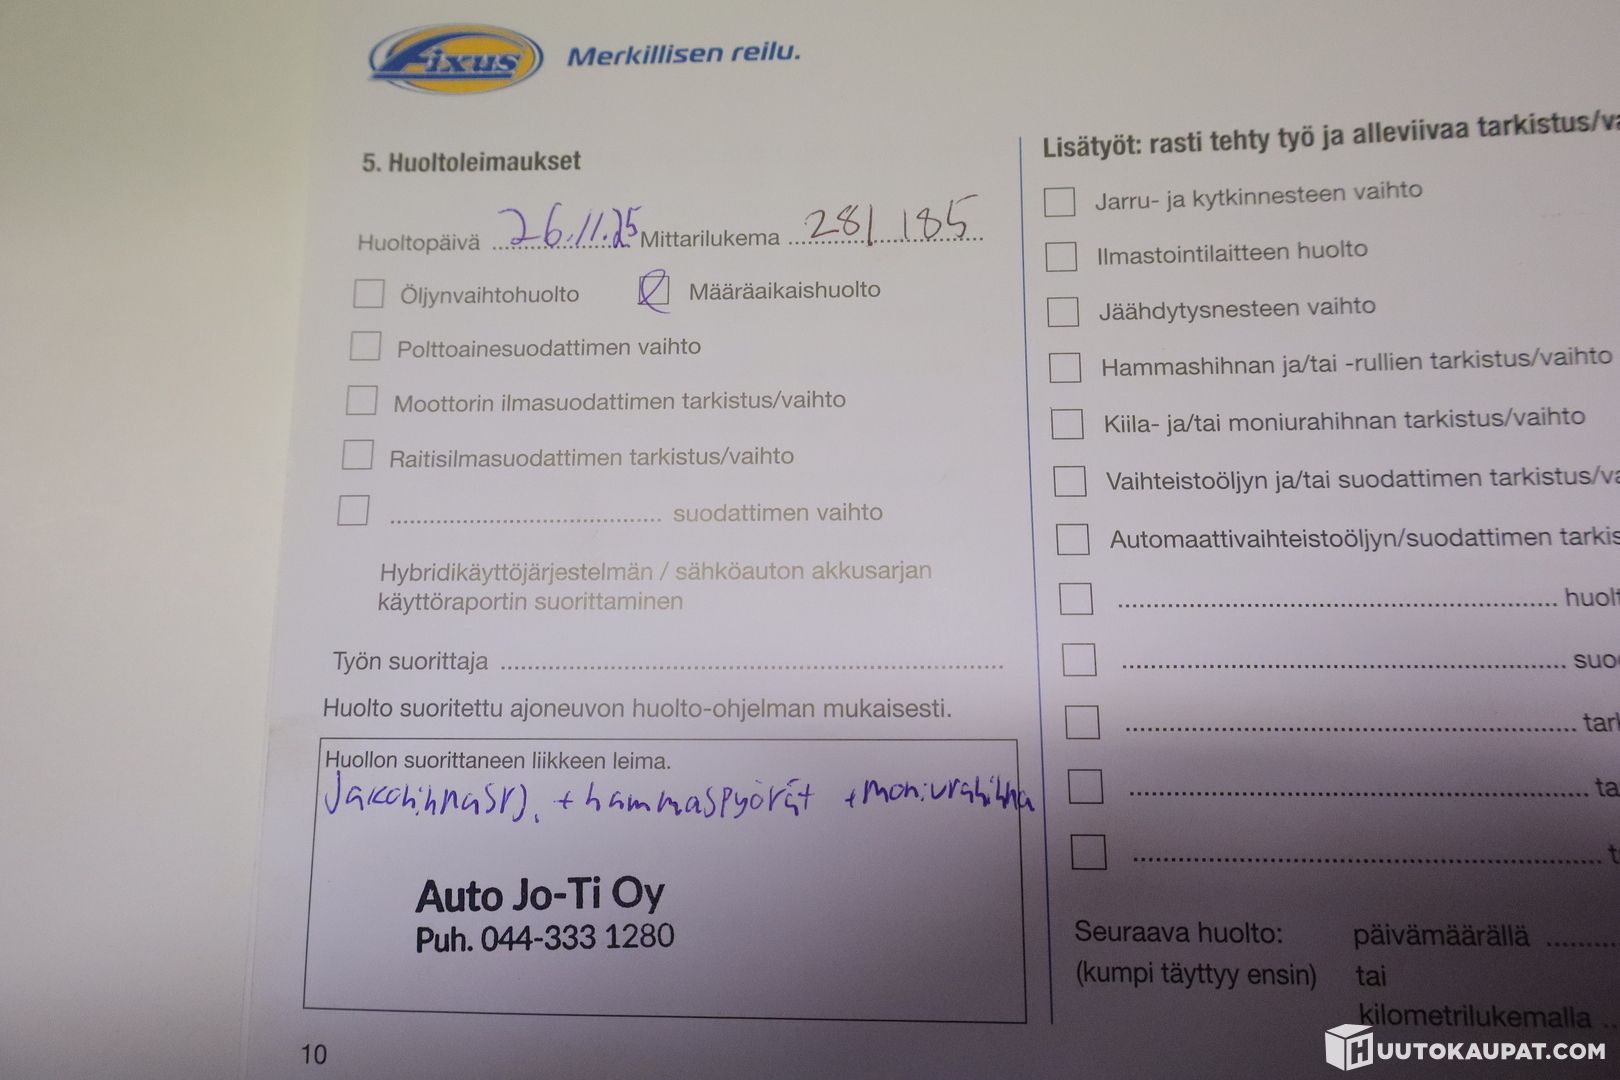 Fixus Merkillisen reilu.
5. Huoltoleimaukset
Huoltopäivä 26.11.25 Mittarilukema 281 185
Öljynvaihtohuolto Määräaikaishuolto
Polttoainesuodattimen vaihto
Moottorin ilmasuodattimen tarkistus/vaihto
Raitisilmasuodattimen tarkistus/vaihto
suodattimen vaihto
Hybridikäyttöjärjestelmän / sähköauton akkusarjan
käyttöraportin suorittaminen
Työn suorittaja
Huolto suoritettu ajoneuvon huolto-ohjelman mukaisesti.
Huollon suorittaneen liikkeen leima.
Jakohihnasrj. + hammaspyörät + moniurahihna
Auto Jo-Ti Oy
Puh. 044-333 1280
10
Lisätyöt: rasti tehty työ ja alleviivaa tarkistus/va
Jarru- ja kytkinnesteen vaihto
Ilmastointilaitteen huolto
Jäähdytysnesteen vaihto
Hammashihnan ja/tai -rullien tarkistus/vaihto
Kiila- ja/tai moniurahihnan tarkistus/vaihto
Vaihteistoöljyn ja/tai suodattimen tarkistus/va
Automaattivaihteistoöljyn/suodattimen tarkis
huolt
suo
tark
ta
t
Seuraava huolto: päivämäärällä
(kumpi täyttyy ensin) tai
kilometrilukemalla
HUUTOKAUPAT.COM